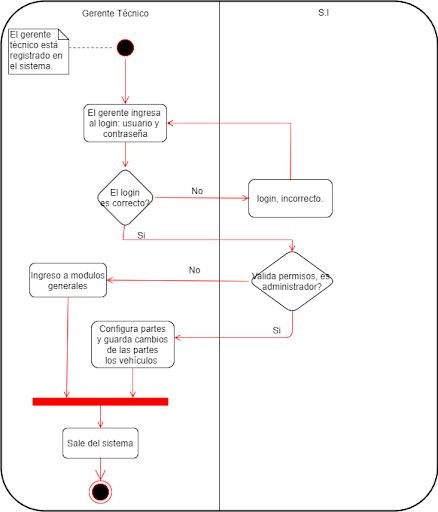 Gerente Técnico
S.I
El gerente
técnico está
registrado en
el sistema.
El gerente ingresa
al login: usuario y
contraseña
El login
es correcto?
No
login, incorrecto.
Si
Valida permisos, es
administrador?
No
Ingreso a modulos
generales
Si
Configura partes
y guarda cambios
de las partes
los vehículos
Sale del sistema